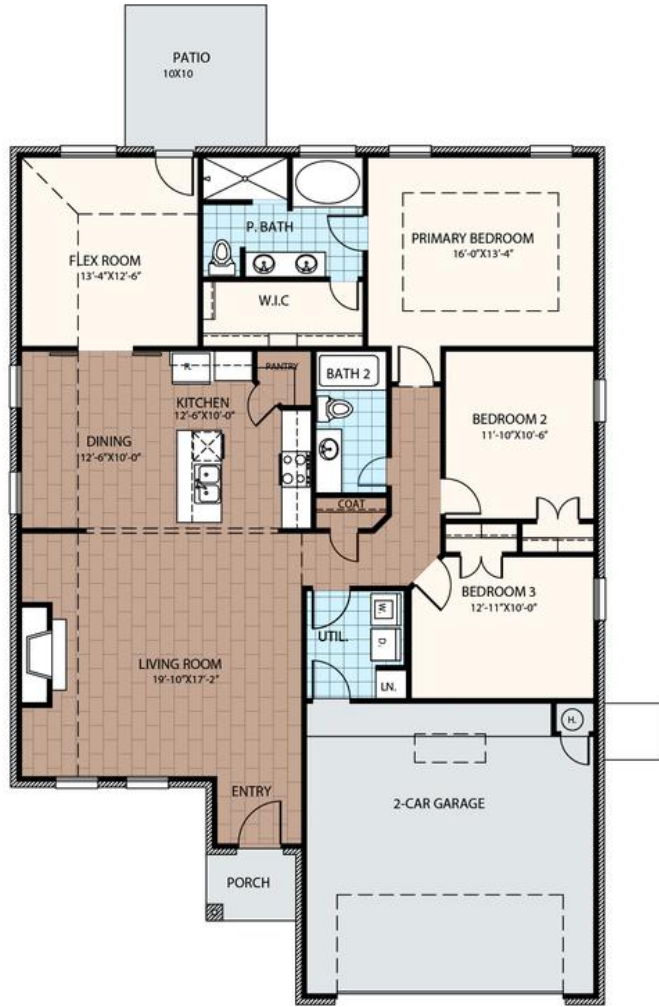 PATIO
10X10
P. BATH
PRIMARY BEDROOM
16'-0"X13'-4"
FLEX ROOM
13'-4"X12'-6"
W.I.C
R.
PANTRY
BATH 2
KITCHEN
12'-6"X10'-0"
BEDROOM 2
11'-10"X10'-6"
DINING
12'-6"X10'-0"
COAT
BEDROOM 3
12'-11"X10'-0"
W.
UTIL.
D.
LIVING ROOM
19'-10"X17'-2"
LN.
H.
ENTRY
2-CAR GARAGE
PORCH